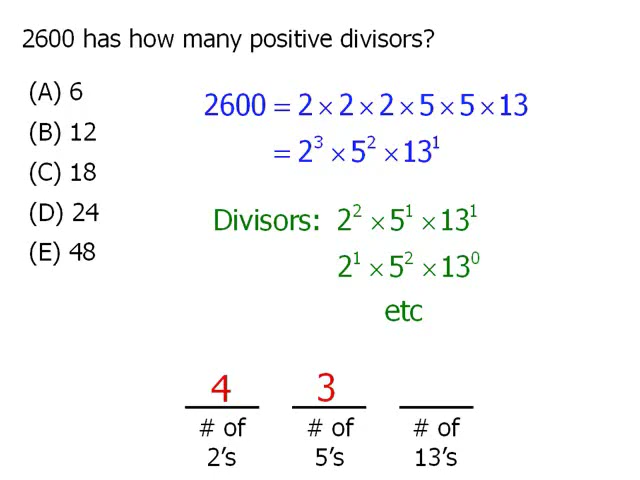 2600 has how many positive divisors?
(A) 6
(B) 12
(C) 18
(D) 24
(E) 48
2600 = 2 × 2 × 2 × 5 × 5 × 13
= 2³ × 5² × 13¹
Divisors: 2² × 5¹ × 13¹
2¹ × 5² × 13⁰
etc
4 3
# of # of # of
2's 5's 13's